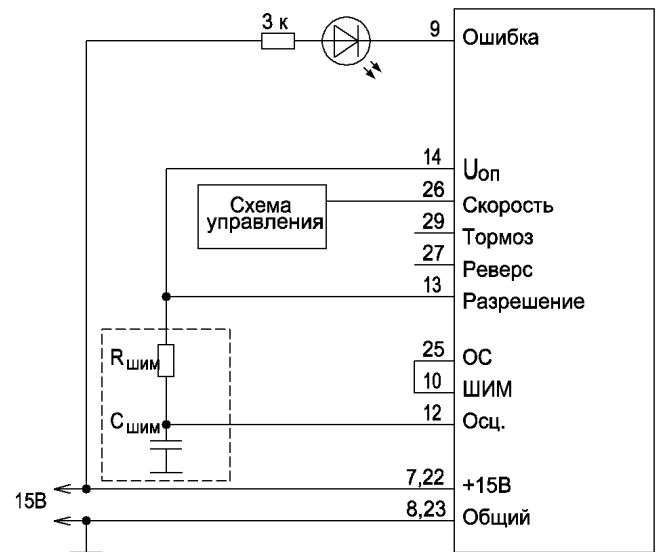 3 к
9 Ошибка
14 Uоп
Схема
управления
26 Скорость
29 Тормоз
27 Реверс
13 Разрешение
Rшим
25 ОС
10 ШИМ
Cшим
12 Осц.
15В
7,22 +15В
8,23 Общий